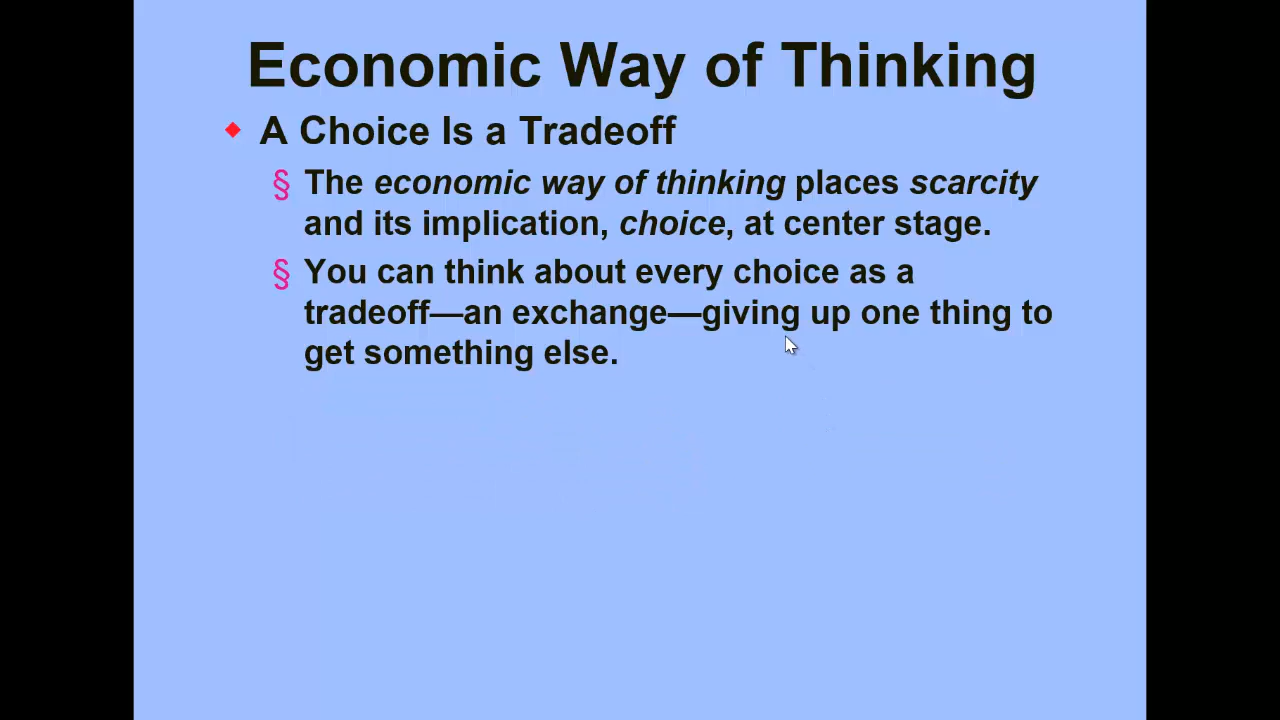 Economic Way of Thinking
◆ A Choice Is a Tradeoff
§ The economic way of thinking places scarcity
and its implication, choice, at center stage.
§ You can think about every choice as a
tradeoff—an exchange—giving up one thing to
get something else.